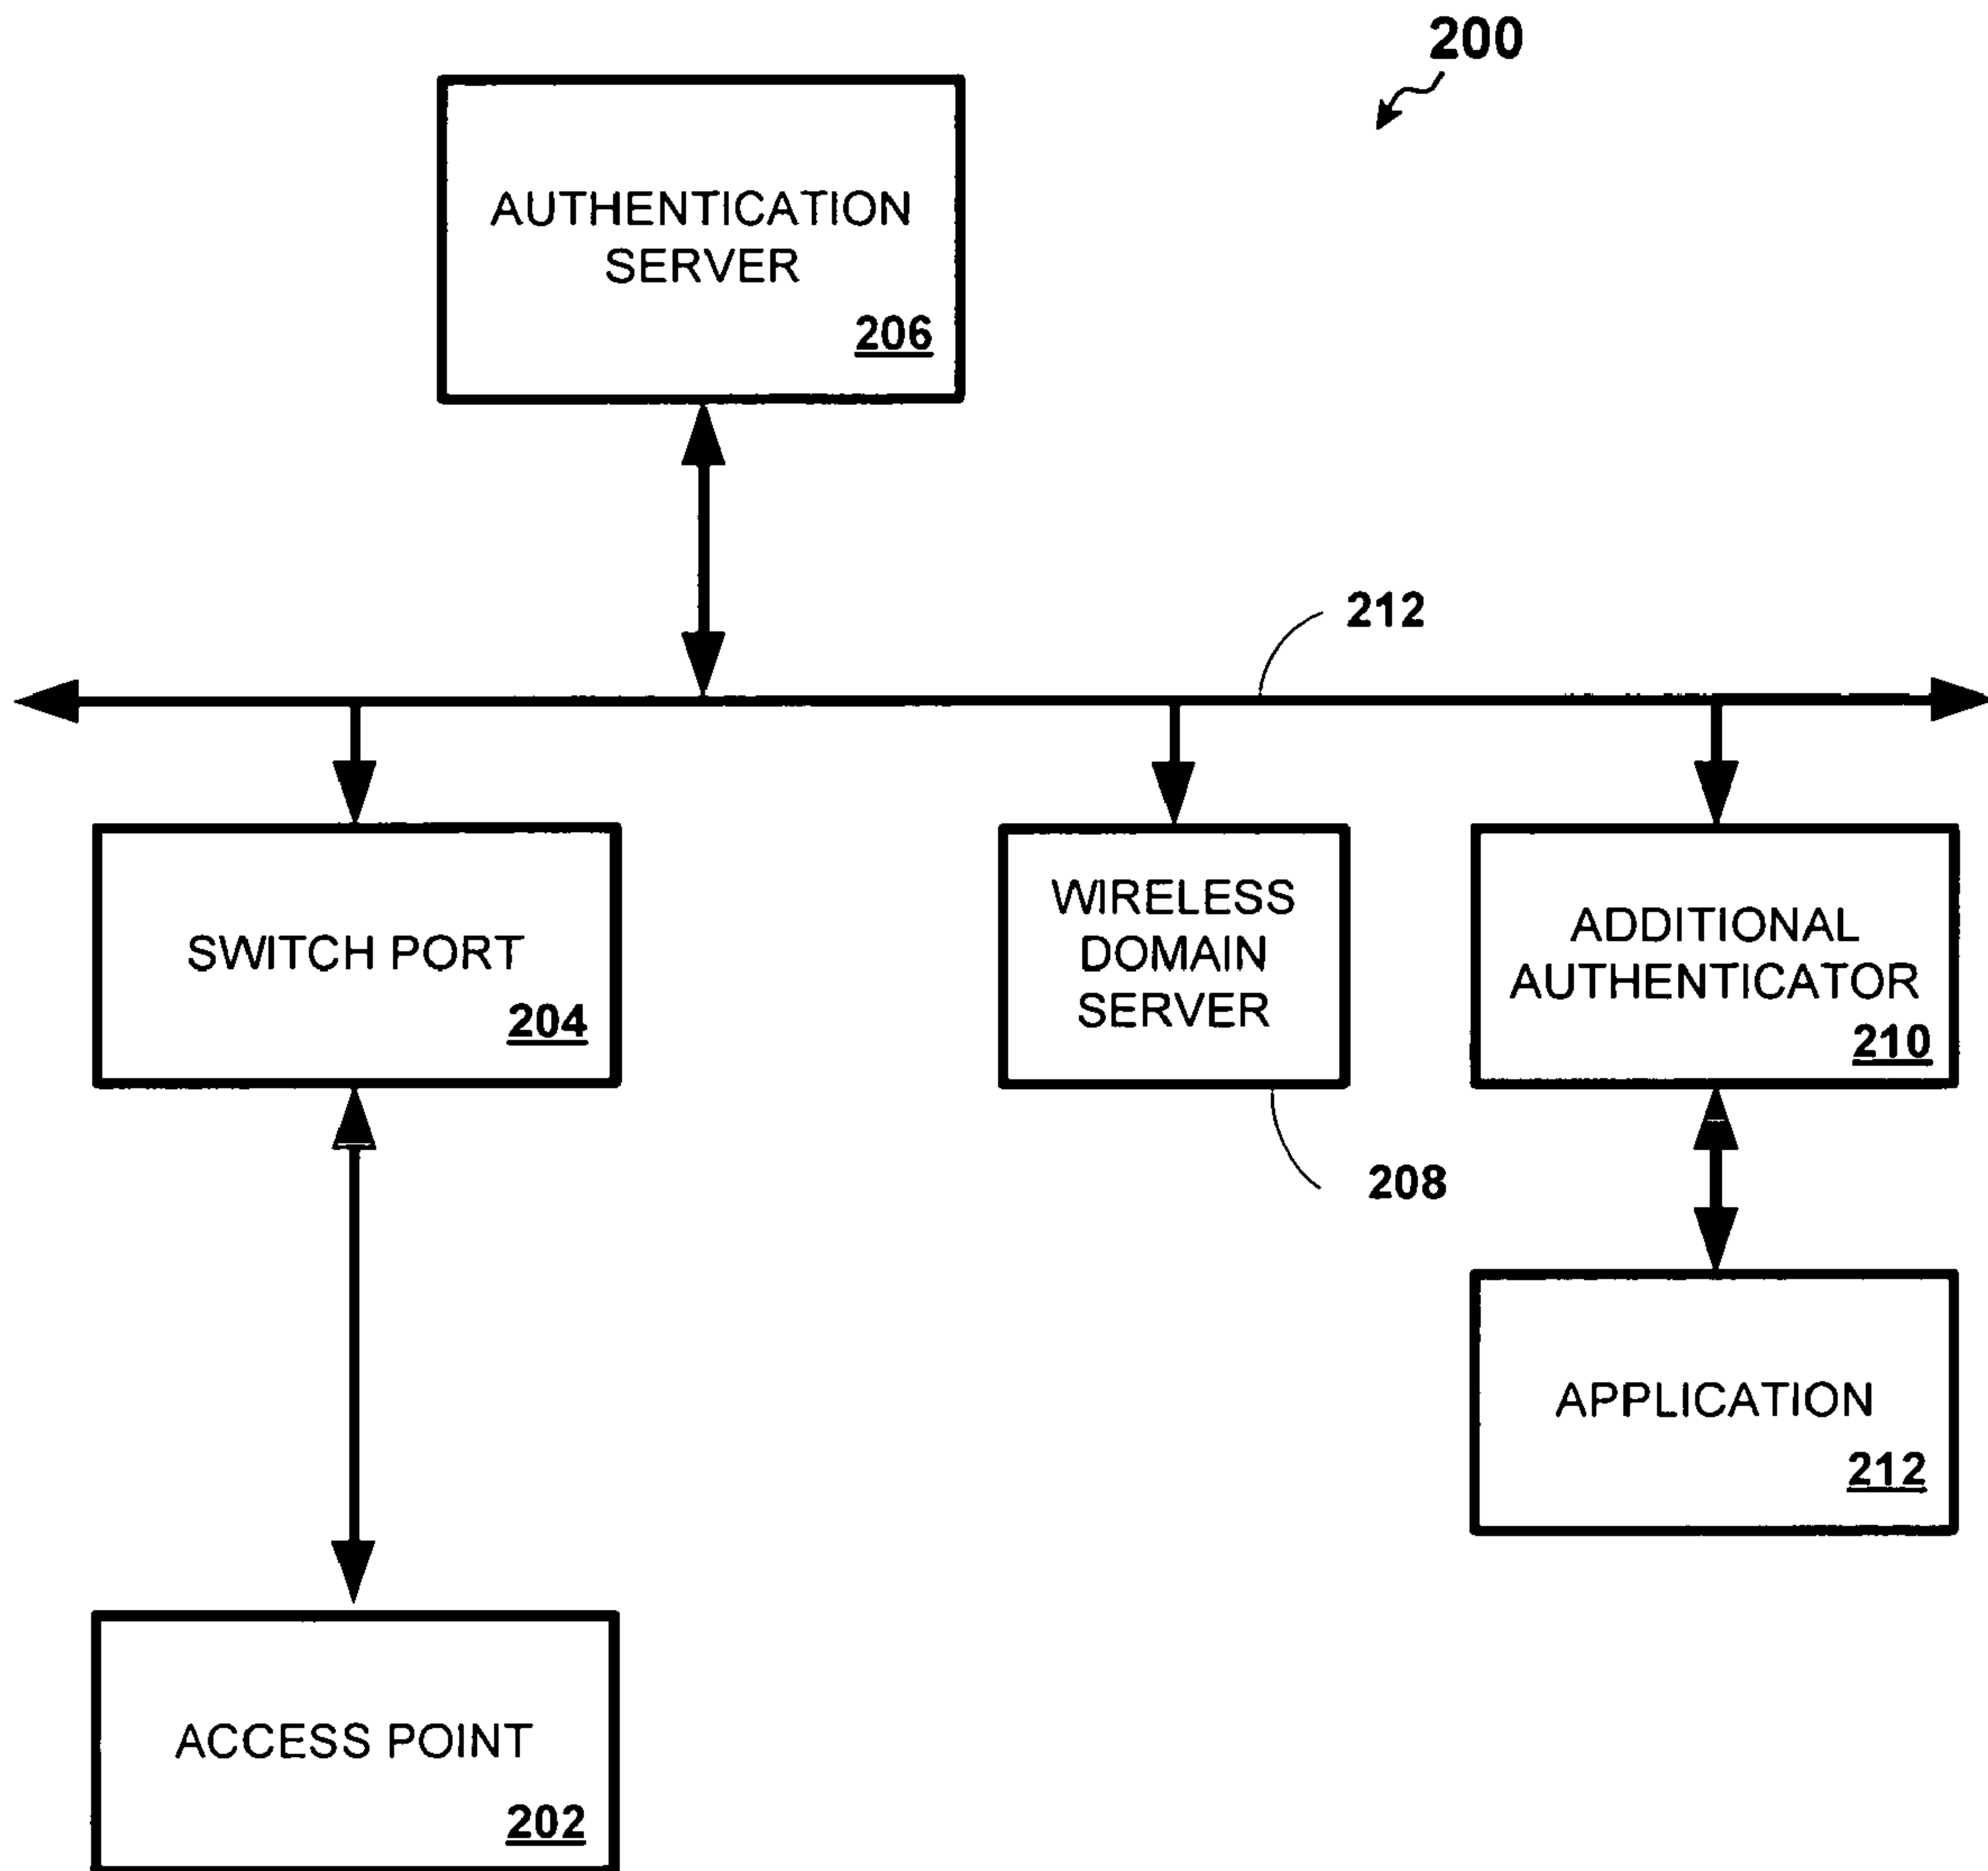 200
AUTHENTICATION
SERVER
206
212
SWITCH PORT
204
WIRELESS
DOMAIN
SERVER
208
ADDITIONAL
AUTHENTICATOR
210
APPLICATION
212
ACCESS POINT
202